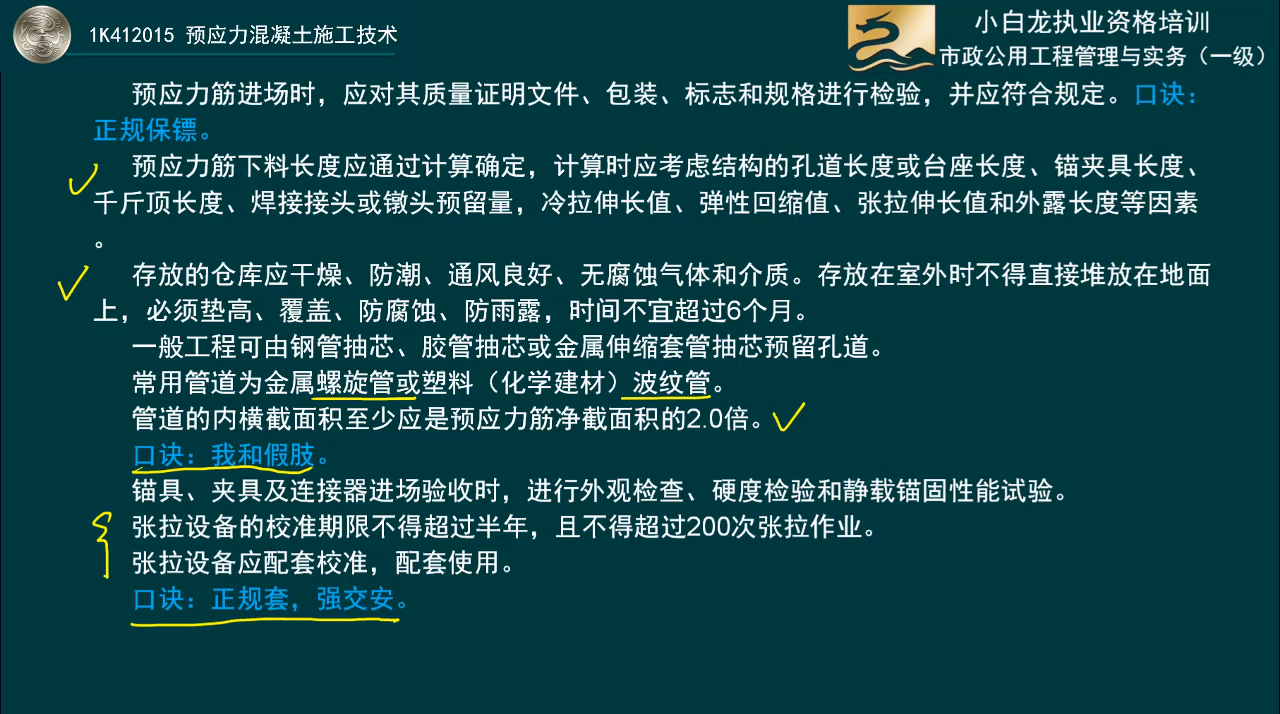 1K412015 预应力混凝土施工技术
小白龙执业资格培训
市政公用工程管理与实务（一级）
预应力筋进场时，应对其质量证明文件、包装、标志和规格进行检验，并应符合规定。口诀：
正规保镖。
预应力筋下料长度应通过计算确定，计算时应考虑结构的孔道长度或台座长度、锚夹具长度、
千斤顶长度、焊接接头或镦头预留量，冷拉伸长值、弹性回缩值、张拉伸长值和外露长度等因素
。
存放的仓库应干燥、防潮、通风良好、无腐蚀气体和介质。存放在室外时不得直接堆放在地面
上，必须垫高、覆盖、防腐蚀、防雨露，时间不宜超过6个月。
一般工程可由钢管抽芯、胶管抽芯或金属伸缩套管抽芯预留孔道。
常用管道为金属螺旋管或塑料（化学建材）波纹管。
管道的内横截面积至少应是预应力筋净截面积的2.0倍。
口诀：我和假肢。
锚具、夹具及连接器进场验收时，进行外观检查、硬度检验和静载锚固性能试验。
张拉设备的校准期限不得超过半年，且不得超过200次张拉作业。
张拉设备应配套校准，配套使用。
口诀：正规套，强交安。